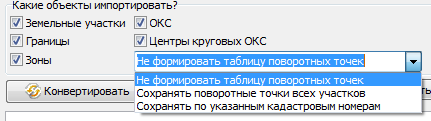 Какие объекты импортировать?
Земельные участки ОКС
Границы Центры круговых ОКС
Зоны Не формировать таблицу поворотных точек
Не формировать таблицу поворотных точек
Конвертировать Сохранять поворотные точки всех участков
Сохранять по указанным кадастровым номерам